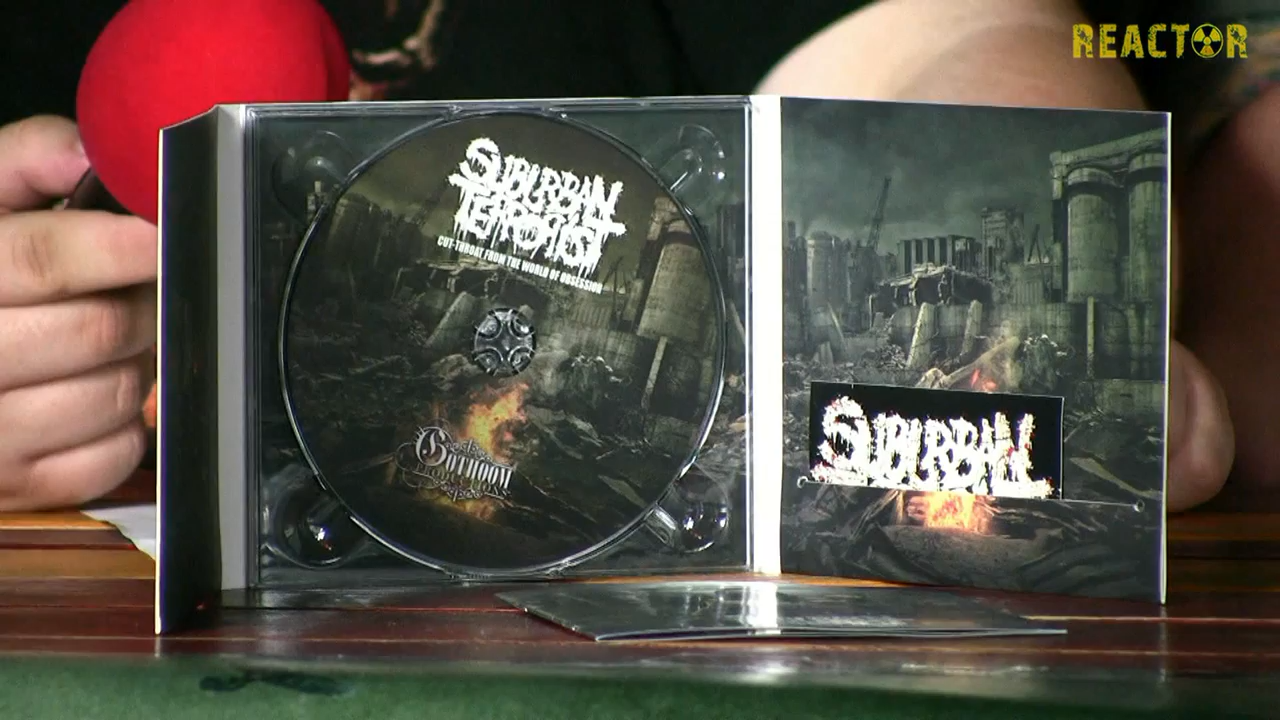 REACTOR
SUBURBAN
TERRORIST
CUT-THROAT FROM THE WORLD OF OBSESSION
SUBURBAN